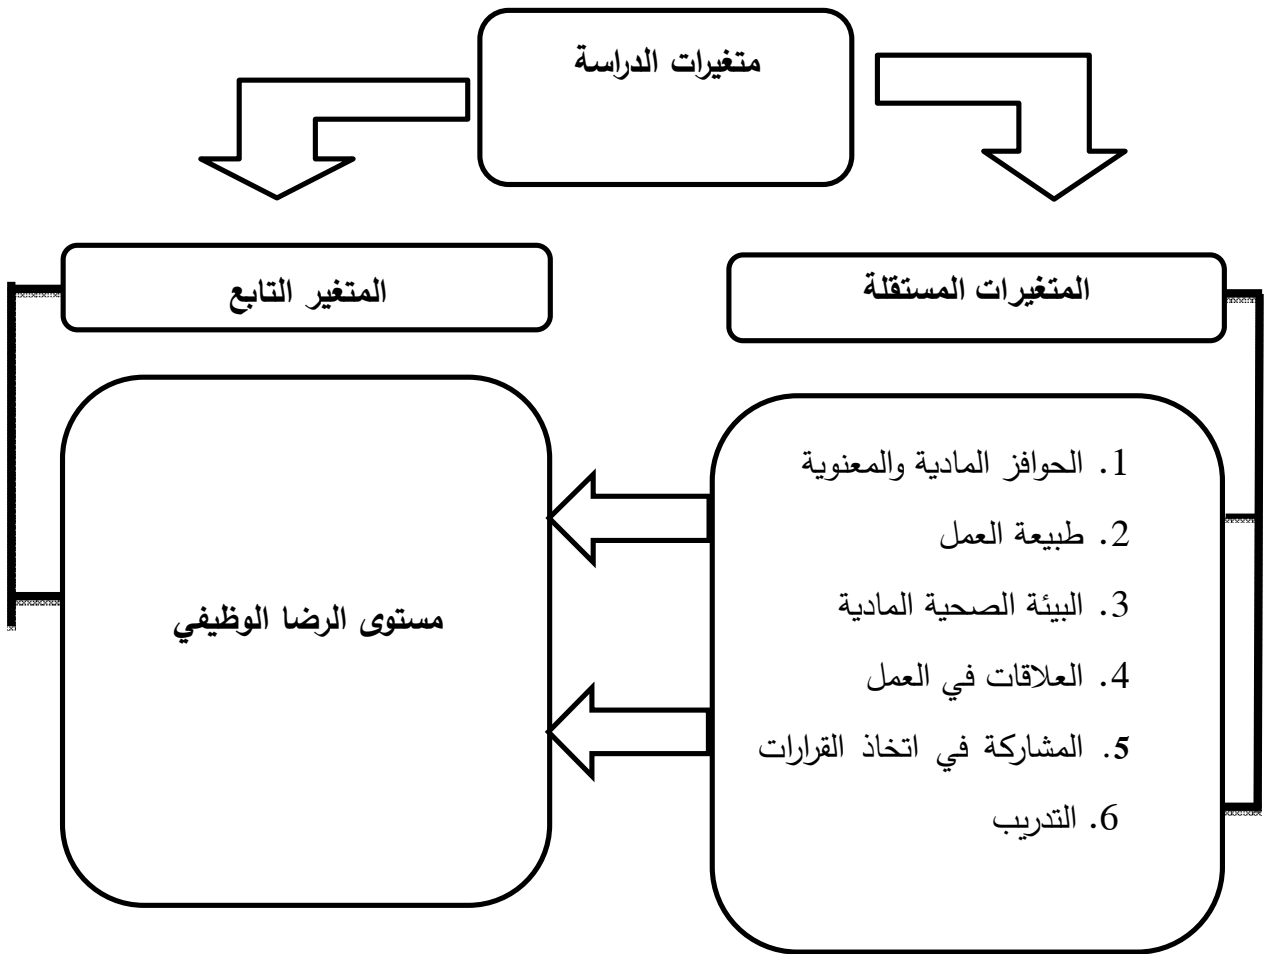 متغيرات الدراسة
المتغيرات المستقلة
المتغير التابع
1. الحوافز المادية والمعنوية
2. طبيعة العمل
3. البيئة الصحية المادية
4. العلاقات في العمل
5. المشاركة في اتخاذ القرارات
6. التدريب
مستوى الرضا الوظيفي